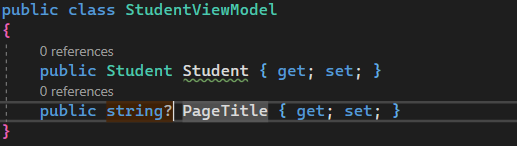 public class StudentViewModel
{
0 references
public Student Student { get; set; }
0 references
public string? PageTitle { get; set; }
}